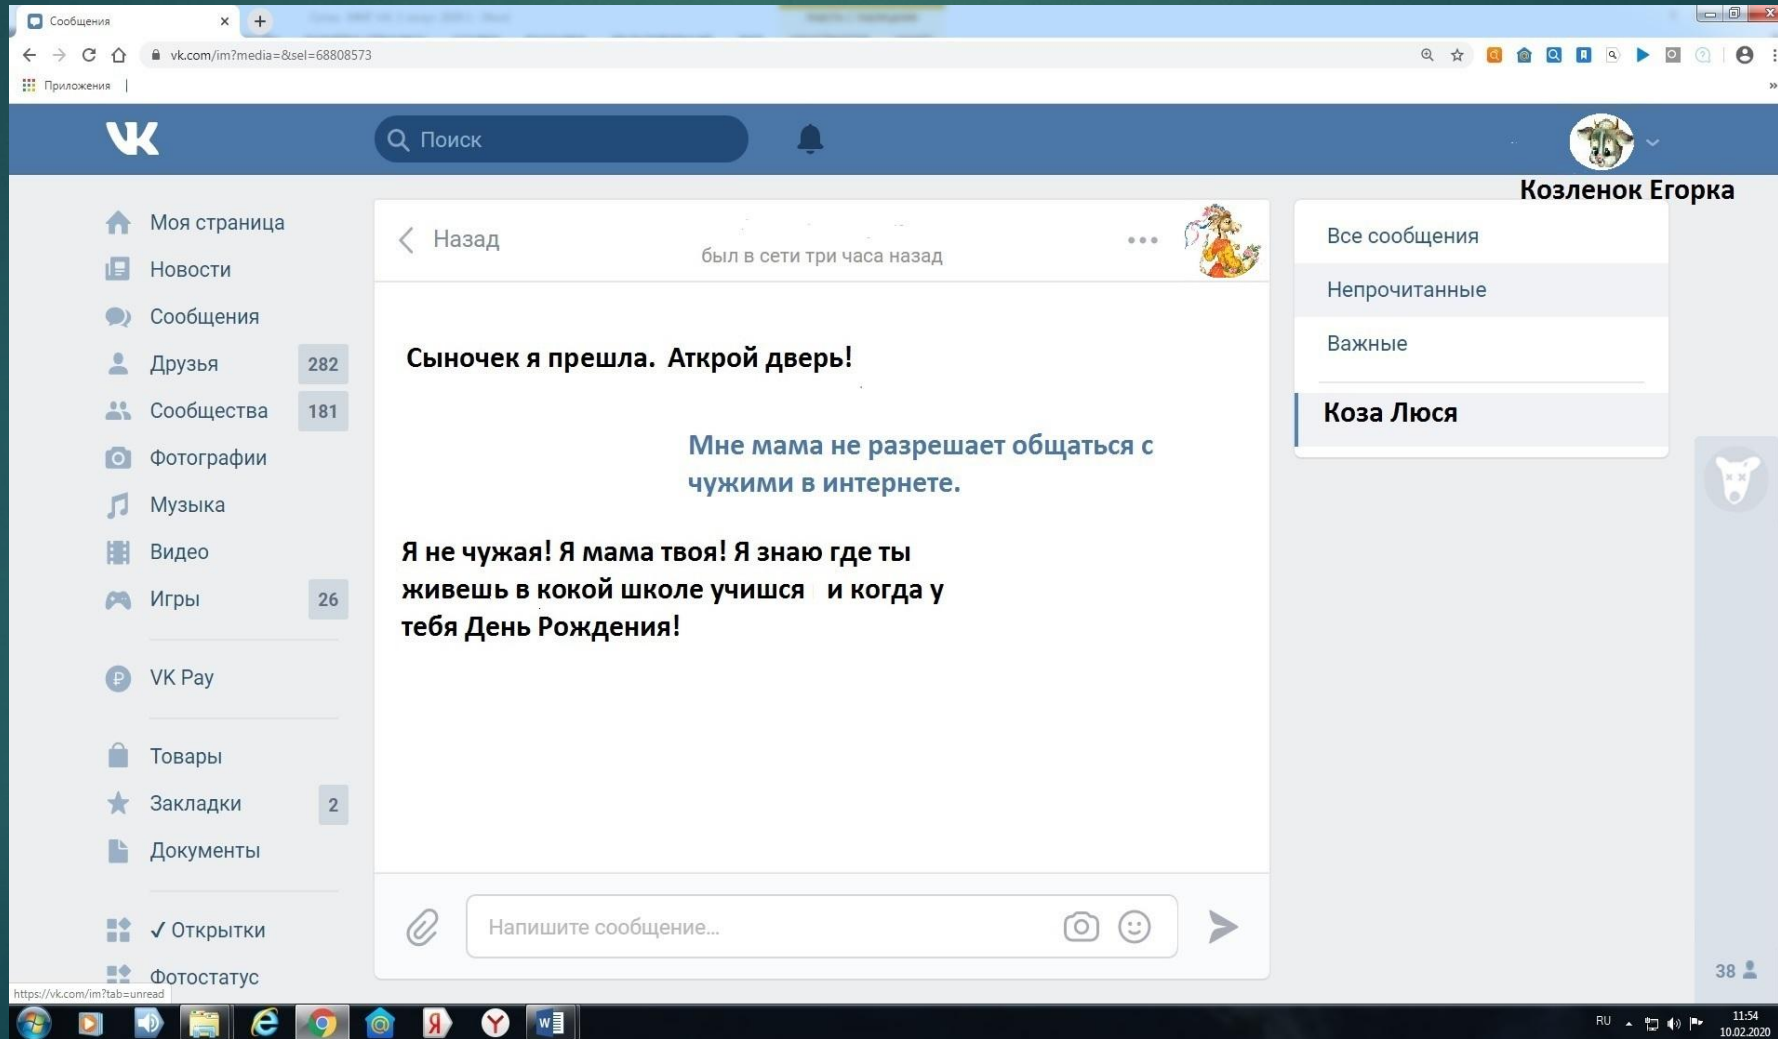 Сообщения
vk.com/im?media=&sel=68808573
Приложения
»
Поиск
Козленок Егорка
Моя страница
Новости
Сообщения
Друзья 282
Сообщества 181
Фотографии
Музыка
Видео
Игры 26
VK Pay
Товары
Закладки 2
Документы
✓ Открытки
Фотостатус
Назад
был в сети три часа назад
Сыночек я прешла. Аткрой дверь!
Мне мама не разрешает общаться с
чужими в интернете.
Я не чужая! Я мама твоя! Я знаю где ты
живешь в кокой школе учишся и когда у
тебя День Рождения!
Напишите сообщение...
Все сообщения
Непрочитанные
Важные
Коза Люся
38
https://vk.com/im?tab=unread
RU
11:54
10.02.2020